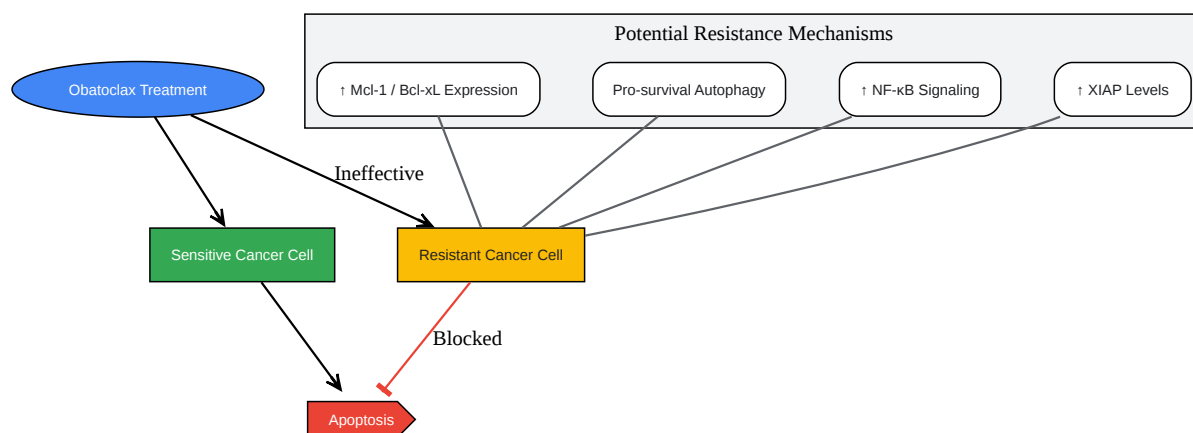 Potential Resistance Mechanisms
Obatoclax Treatment
↑ Mcl-1 / Bcl-xL Expression
Pro-survival Autophagy
↑ NF-κB Signaling
↑ XIAP Levels
Ineffective
Sensitive Cancer Cell
Resistant Cancer Cell
Blocked
Apoptosis